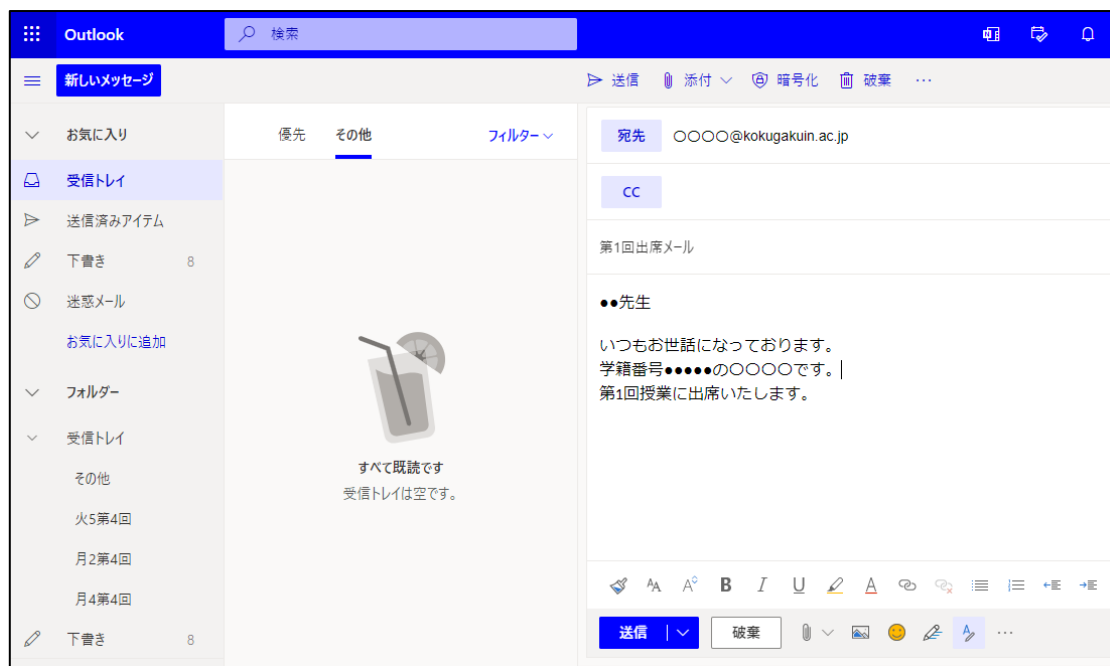 Outlook
検索
新しいメッセージ
送信 添付 暗号化 破棄 …
お気に入り
受信トレイ
送信済みアイテム
下書き 8
迷惑メール
お気に入りに追加
フォルダー
受信トレイ
その他
火5第4回
月2第4回
月4第4回
下書き 8
優先 その他 フィルター
すべて既読です
受信トレイは空です。
宛先 〇〇〇〇@kokugakuin.ac.jp
CC
第1回出席メール
●●先生
いつもお世話になっております。
学籍番号●●●●●の〇〇〇〇です。
第1回授業に出席いたします。
B I U A
送信 破棄 …